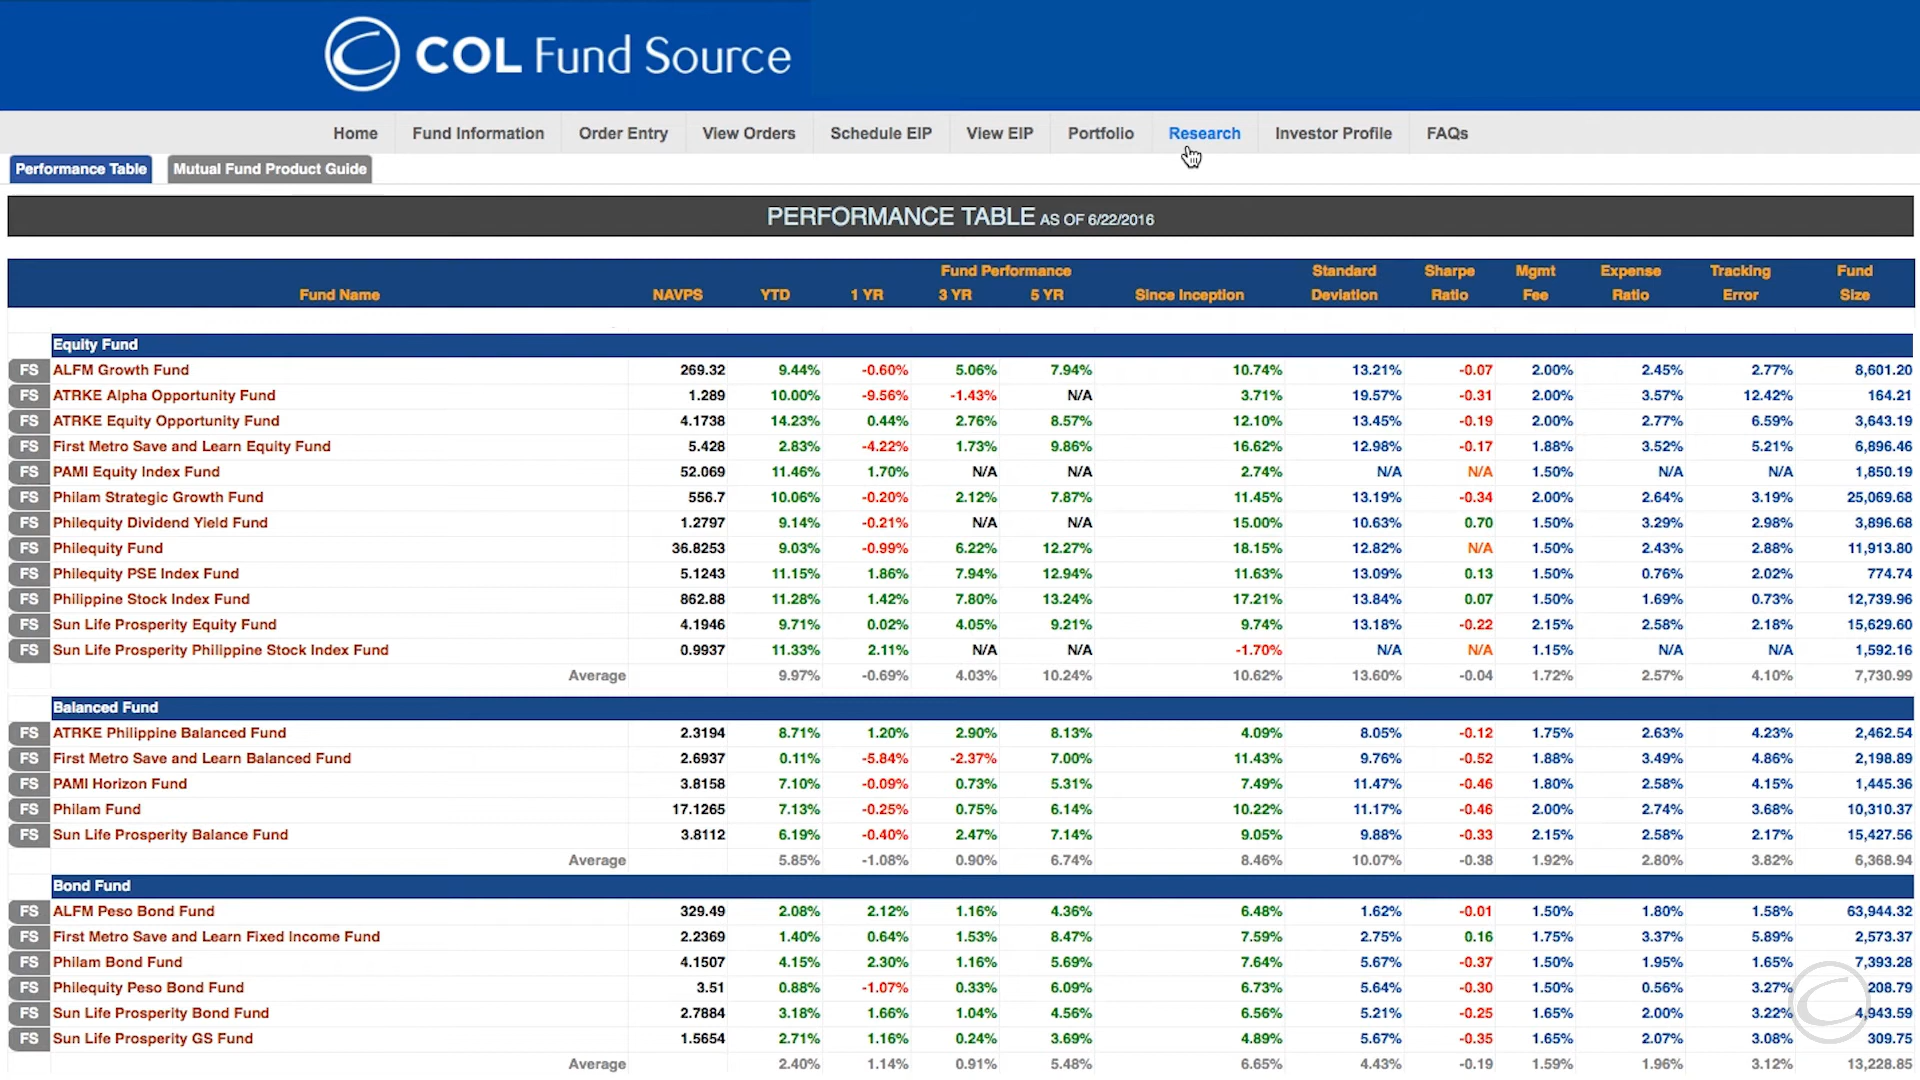 COL Fund Source
Home Fund Information Order Entry View Orders Schedule EIP View EIP Portfolio Research Investor Profile FAQs
Performance Table Mutual Fund Product Guide
PERFORMANCE TABLE AS OF 6/22/2016
Fund Performance Standard Sharpe Mgmt Expense Tracking Fund
Fund Name NAVPS YTD 1 YR 3 YR 5 YR Since Inception Deviation Ratio Fee Ratio Error Size
Equity Fund
FS ALFM Growth Fund 269.32 9.44% -0.60% 5.06% 7.94% 10.74% 13.21% -0.07 2.00% 2.45% 2.77% 8,601.20
FS ATRKE Alpha Opportunity Fund 1.289 10.00% -9.56% -1.43% N/A 3.71% 19.57% -0.31 2.00% 3.57% 12.42% 164.21
FS ATRKE Equity Opportunity Fund 4.1738 14.23% 0.44% 2.76% 8.57% 12.10% 13.45% -0.19 2.00% 2.77% 6.59% 3,643.19
FS First Metro Save and Learn Equity Fund 5.428 2.83% -4.22% 1.73% 9.86% 16.62% 12.98% -0.17 1.88% 3.52% 5.21% 6,896.46
FS PAMI Equity Index Fund 52.069 11.46% 1.70% N/A N/A 2.74% N/A N/A 1.50% N/A N/A 1,850.19
FS Philam Strategic Growth Fund 556.7 10.06% -0.20% 2.12% 7.87% 11.45% 13.19% -0.34 2.00% 2.64% 3.19% 25,069.68
FS Philequity Dividend Yield Fund 1.2797 9.14% -0.21% N/A N/A 15.00% 10.63% 0.70 1.50% 3.29% 2.98% 3,896.68
FS Philequity Fund 36.8253 9.03% -0.99% 6.22% 12.27% 18.15% 12.82% N/A 1.50% 2.43% 2.88% 11,913.80
FS Philequity PSE Index Fund 5.1243 11.15% 1.86% 7.94% 12.94% 11.63% 13.09% 0.13 1.50% 0.76% 2.02% 774.74
FS Philippine Stock Index Fund 862.88 11.28% 1.42% 7.80% 13.24% 17.21% 13.84% 0.07 1.50% 1.69% 0.73% 12,739.96
FS Sun Life Prosperity Equity Fund 4.1946 9.71% 0.02% 4.05% 9.21% 9.74% 13.18% -0.22 2.15% 2.58% 2.18% 15,629.60
FS Sun Life Prosperity Philippine Stock Index Fund 0.9937 11.33% 2.11% N/A N/A -1.70% N/A N/A 1.15% N/A N/A 1,592.16
Average 9.97% -0.69% 4.03% 10.24% 10.62% 13.60% -0.04 1.72% 2.57% 4.10% 7,730.99
Balanced Fund
FS ATRKE Philippine Balanced Fund 2.3194 8.71% 1.20% 2.90% 8.13% 4.09% 8.05% -0.12 1.75% 2.63% 4.23% 2,462.54
FS First Metro Save and Learn Balanced Fund 2.6937 0.11% -5.84% -2.37% 7.00% 11.43% 9.76% -0.52 1.88% 3.49% 4.86% 2,198.89
FS PAMI Horizon Fund 3.8158 7.10% -0.09% 0.73% 5.31% 7.49% 11.47% -0.46 1.80% 2.58% 4.15% 1,445.36
FS Philam Fund 17.1265 7.13% -0.25% 0.75% 6.14% 10.22% 11.17% -0.46 2.00% 2.74% 3.68% 10,310.37
FS Sun Life Prosperity Balance Fund 3.8112 6.19% -0.40% 2.47% 7.14% 9.05% 9.88% -0.33 2.15% 2.58% 2.17% 15,427.56
Average 5.85% -1.08% 0.90% 6.74% 8.46% 10.07% -0.38 1.92% 2.80% 3.82% 6,368.94
Bond Fund
FS ALFM Peso Bond Fund 329.49 2.08% 2.12% 1.16% 4.36% 6.48% 1.62% -0.01 1.50% 1.80% 1.58% 63,944.32
FS First Metro Save and Learn Fixed Income Fund 2.2369 1.40% 0.64% 1.53% 8.47% 7.59% 2.75% 0.16 1.75% 3.37% 5.89% 2,573.37
FS Philam Bond Fund 4.1507 4.15% 2.30% 1.16% 5.69% 7.64% 5.67% -0.37 1.50% 1.95% 1.65% 7,393.28
FS Philequity Peso Bond Fund 3.51 0.88% -1.07% 0.33% 6.09% 6.73% 5.64% -0.30 1.50% 0.56% 3.27% 208.79
FS Sun Life Prosperity Bond Fund 2.7884 3.18% 1.66% 1.04% 4.56% 6.56% 5.21% -0.25 1.65% 2.00% 3.22% 4,943.59
FS Sun Life Prosperity GS Fund 1.5654 2.71% 1.16% 0.24% 3.69% 4.89% 5.67% -0.35 1.65% 2.07% 3.08% 309.75
Average 2.40% 1.14% 0.91% 5.48% 6.65% 4.43% -0.19 1.59% 1.96% 3.12% 13,228.85